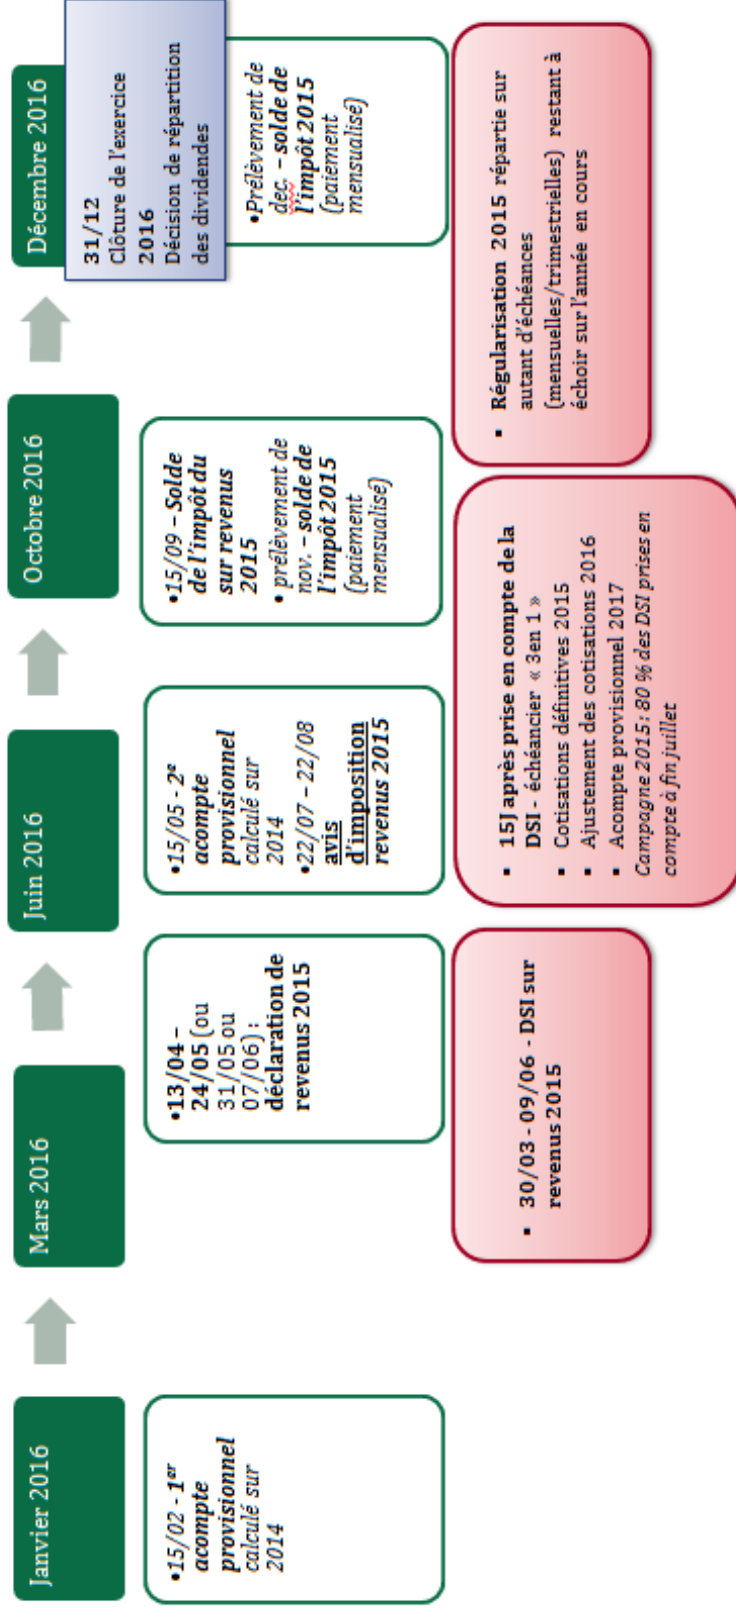 Janvier 2016
Mars 2016
Juin 2016
Octobre 2016
Décembre 2016
31/12
Clôture de l'exercice
2016
Décision de répartition
des dividendes
•15/02 - 1er
acompte
provisionnel
calculé sur
2014
•13/04 –
24/05 (ou
31/05 ou
07/06) :
déclaration de
revenus 2015
•15/05 - 2e
acompte
provisionnel
calculé sur
2014
•22/07 – 22/08
avis
d'imposition
revenus 2015
•15/09 – Solde
de l'impôt du
sur revenus
2015
• prélèvement de
nov. – solde de
l'impôt 2015
(paiement
mensualisé)
•Prélèvement de
dec. – solde de
l'impôt 2015
(paiement
mensualisé)
▪ 30/03 - 09/06 - DSI sur
revenus 2015
▪ 15J après prise en compte de la
DSI - échéancier « 3en 1 »
▪ Cotisations définitives 2015
▪ Ajustement des cotisations 2016
▪ Acompte provisionnel 2017
Campagne 2015: 80 % des DSI prises en
compte à fin juillet
▪ Régularisation 2015 répartie sur
autant d'échéances
(mensuelles/trimestrielles) restant à
échoir sur l'année en cours